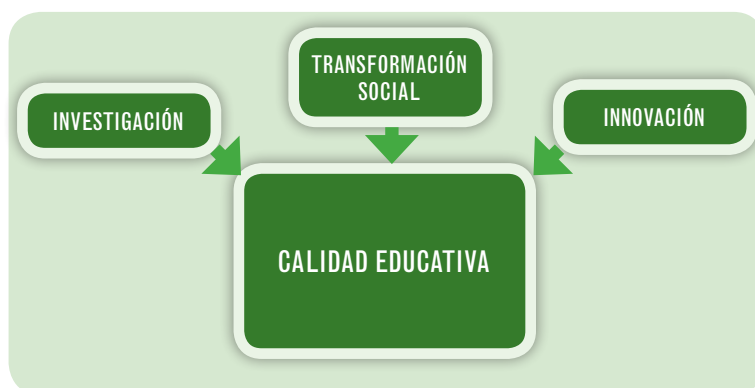 TRANSFORMACIÓN
SOCIAL
INVESTIGACIÓN
INNOVACIÓN
CALIDAD EDUCATIVA